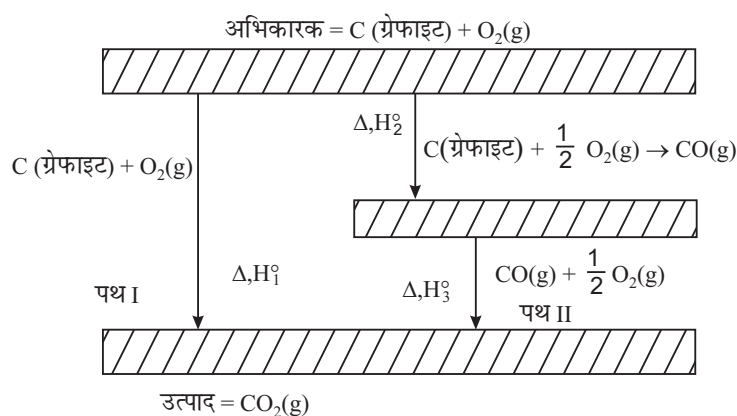 अभिकारक = C (ग्रेफाइट) + O₂(g)
Δ,H°₂
C(ग्रेफाइट) + 1/2 O₂(g) → CO(g)
C (ग्रेफाइट) + O₂(g)
Δ,H°₁
पथ I
Δ,H°₃
CO(g) + 1/2 O₂(g)
पथ II
उत्पाद = CO₂(g)